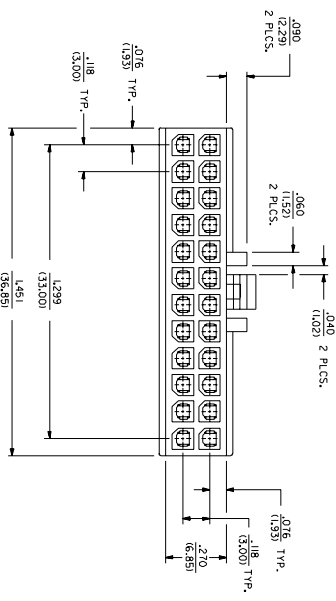 .090
(2.29)
2 PLCS.
.076
(1.93) TYP.
.118
(3.00) TYP.
.060
(1.52)
2 PLCS.
.040
(1.02)
2 PLCS.
1.299
(33.00)
1.451
(36.85)
.076
(1.93) TYP.
.118
(3.00) TYP.
.270
(6.85)